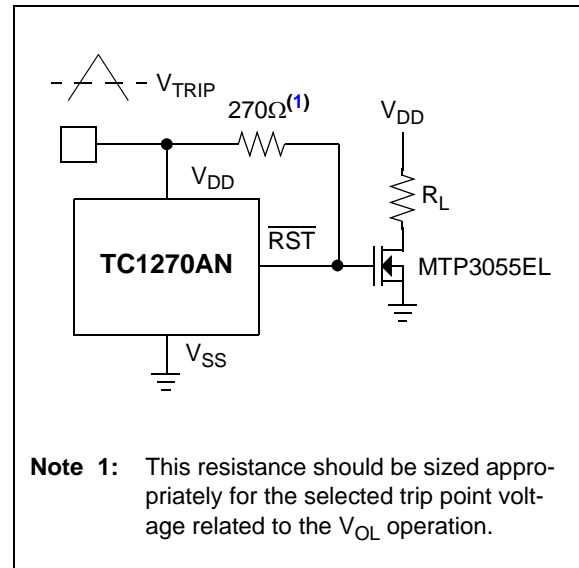 V_TRIP
270Ω(1)
V_DD
V_DD
R_L
RST
TC1270AN
MTP3055EL
V_SS
Note 1: This resistance should be sized appro-
priately for the selected trip point volt-
age related to the V_OL operation.